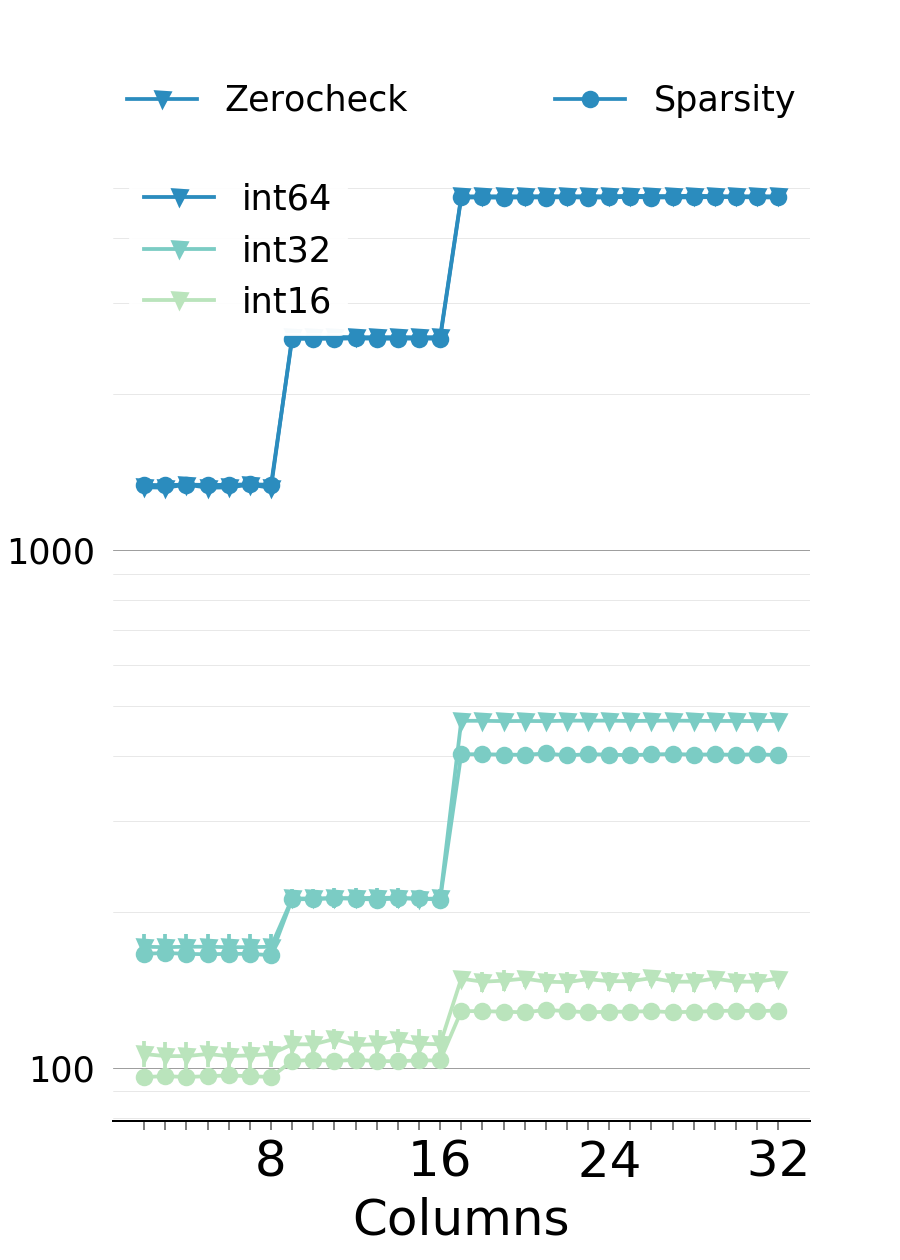 Zerocheck Sparsity
int64
int32
int16
1000
100
8 16 24 32
Columns